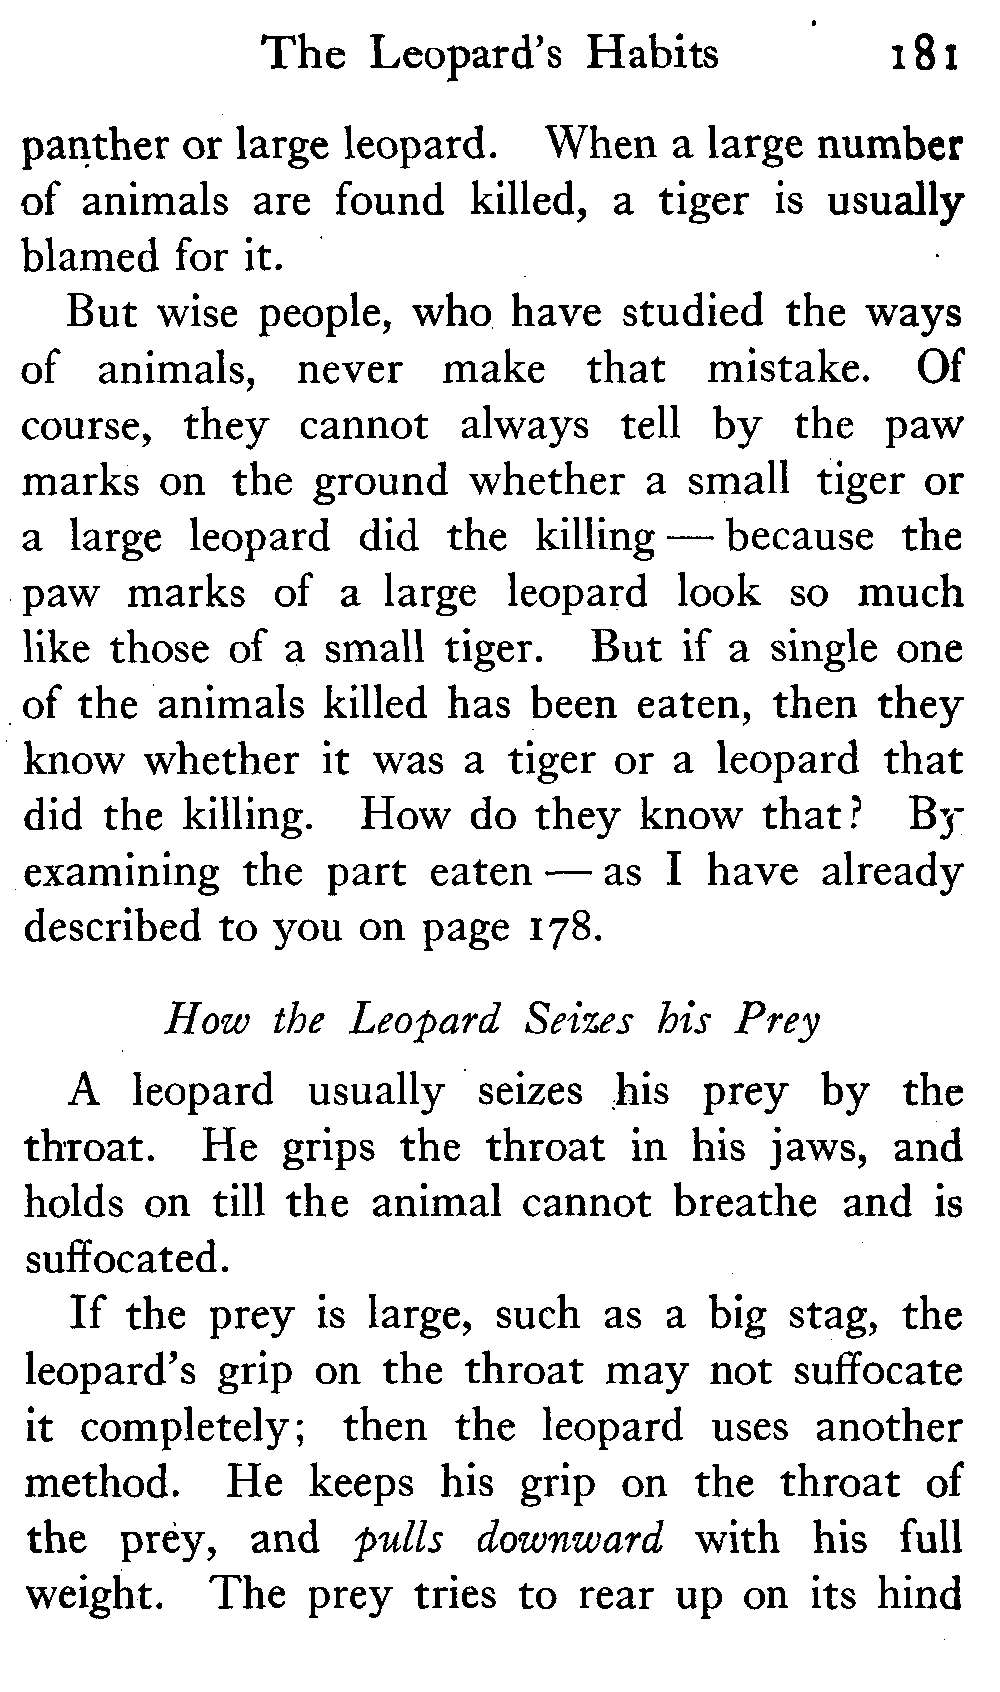 The Leopard's Habits 181
panther or large leopard. When a large number
of animals are found killed, a tiger is usually
blamed for it.
But wise people, who have studied the ways
of animals, never make that mistake. Of
course, they cannot always tell by the paw
marks on the ground whether a small tiger or
a large leopard did the killing — because the
paw marks of a large leopard look so much
like those of a small tiger. But if a single one
of the animals killed has been eaten, then they
know whether it was a tiger or a leopard that
did the killing. How do they know that? By
examining the part eaten — as I have already
described to you on page 178.
How the Leopard Seizes his Prey
A leopard usually seizes his prey by the
throat. He grips the throat in his jaws, and
holds on till the animal cannot breathe and is
suffocated.
If the prey is large, such as a big stag, the
leopard's grip on the throat may not suffocate
it completely; then the leopard uses another
method. He keeps his grip on the throat of
the prey, and pulls downward with his full
weight. The prey tries to rear up on its hind